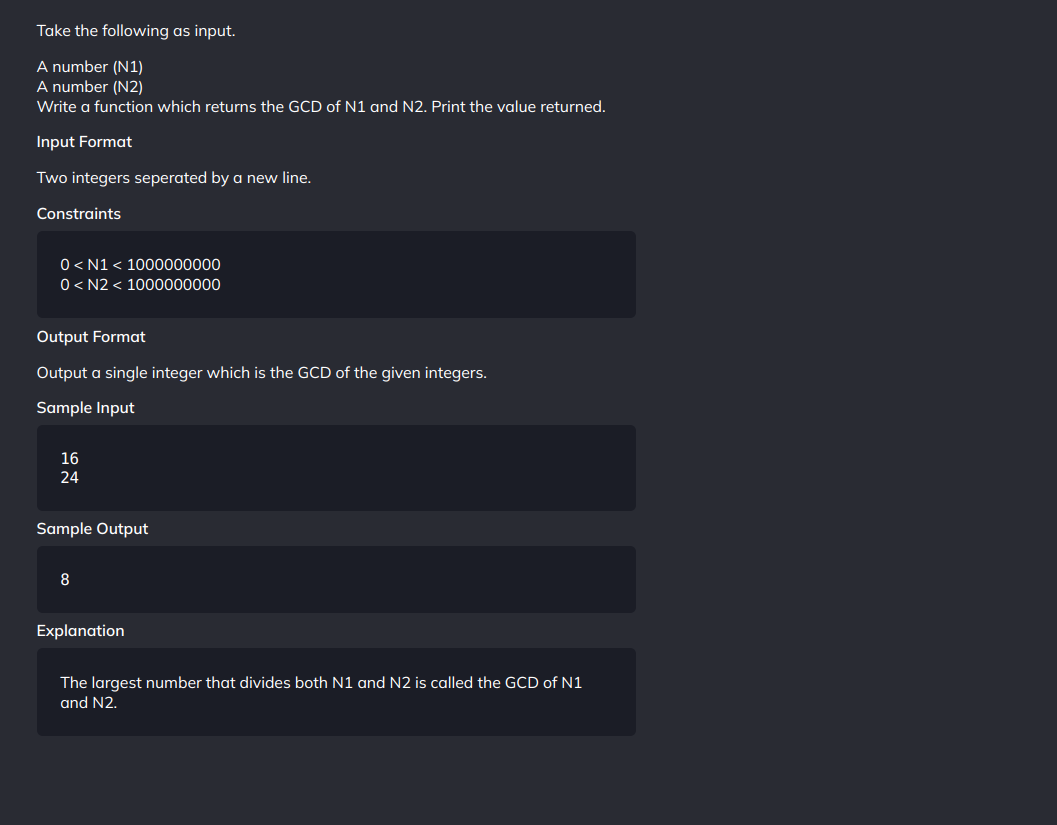 Take the following as input.
A number (N1)
A number (N2)
Write a function which returns the GCD of N1 and N2. Print the value returned.
Input Format
Two integers seperated by a new line.
Constraints
0 < N1 < 1000000000
0 < N2 < 1000000000
Output Format
Output a single integer which is the GCD of the given integers.
Sample Input
16
24
Sample Output
8
Explanation
The largest number that divides both N1 and N2 is called the GCD of N1
and N2.